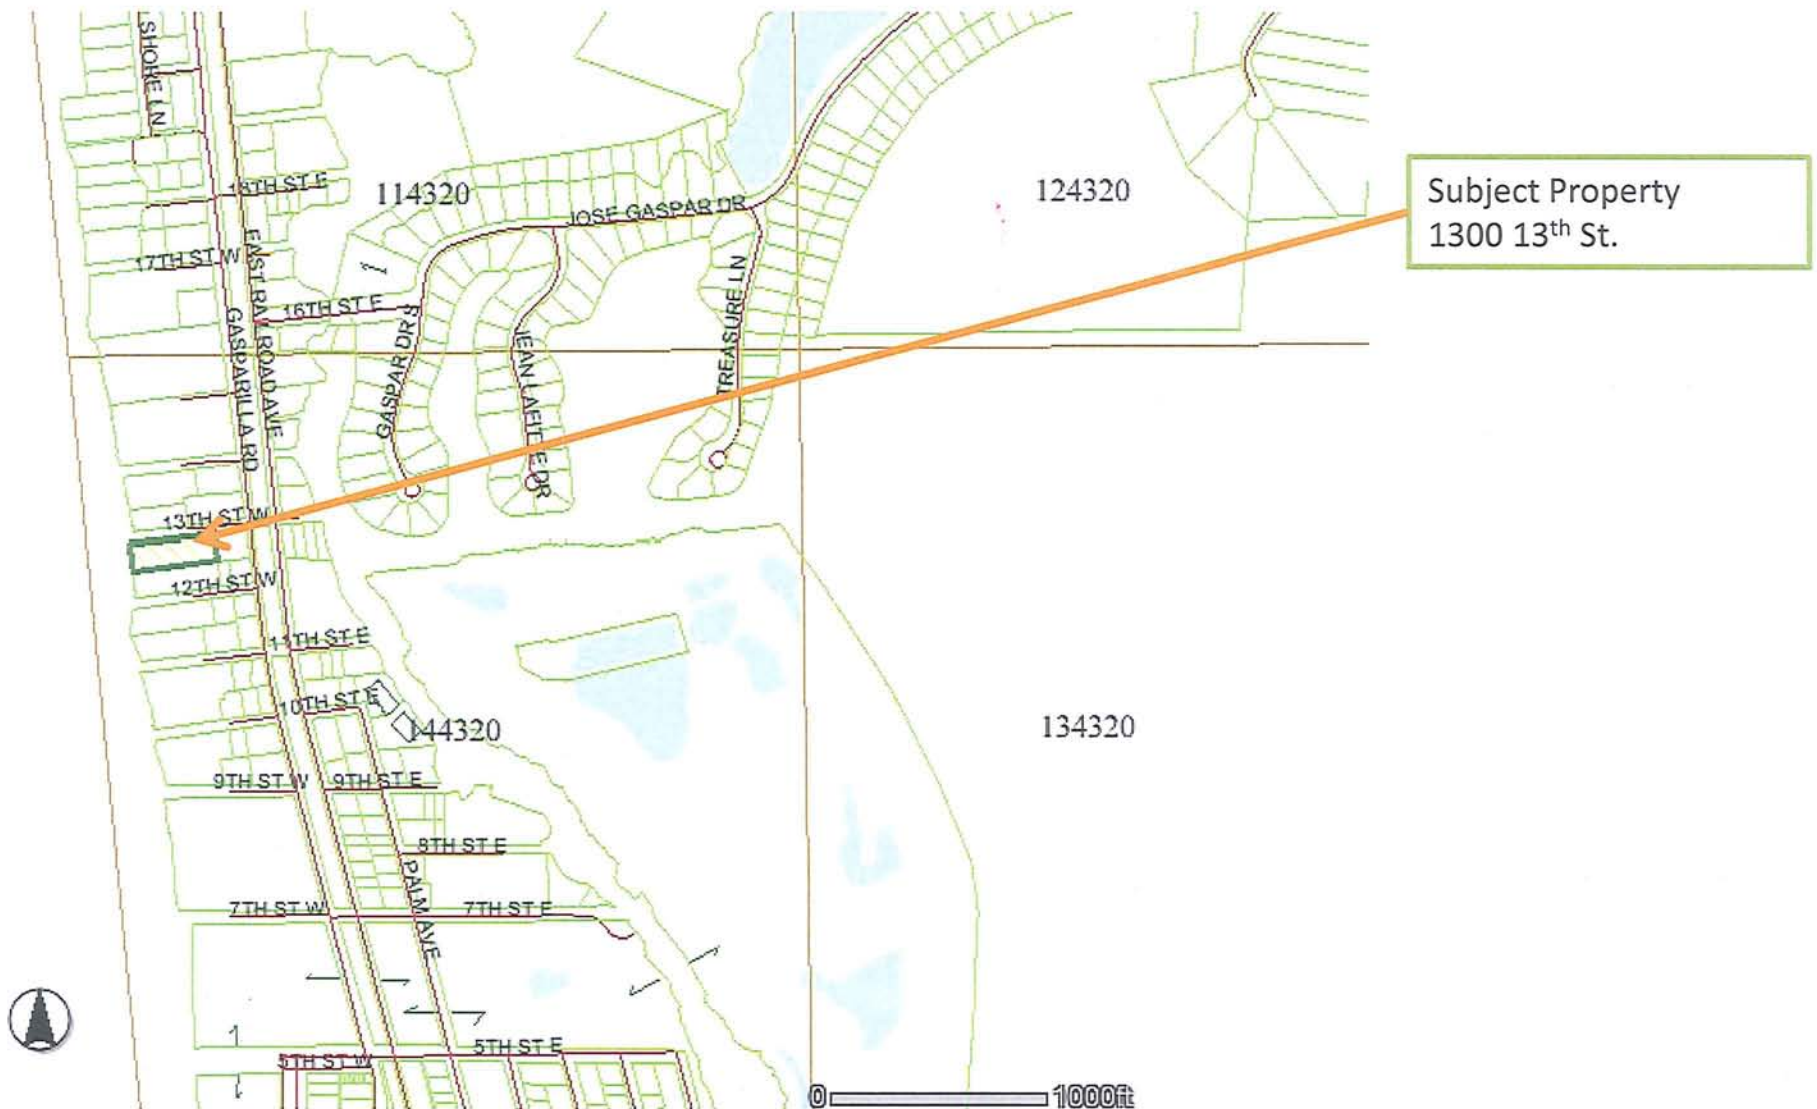 SHORE LN
18TH ST E
114320
JOSE GASPAR DR
124320
Subject Property
1300 13th St.
17TH ST W
EAST RAILROAD AVE
16TH ST E
GASPARILLA RD
GASPAR DR S
JEAN LAFITTE DR
TREASURE LN
13TH ST W
12TH ST W
11TH ST E
10TH ST E
144320
134320
9TH ST W
9TH ST E
8TH ST E
PALM AVE
7TH ST W
7TH ST E
5TH ST E
5TH ST W
0
1000ft